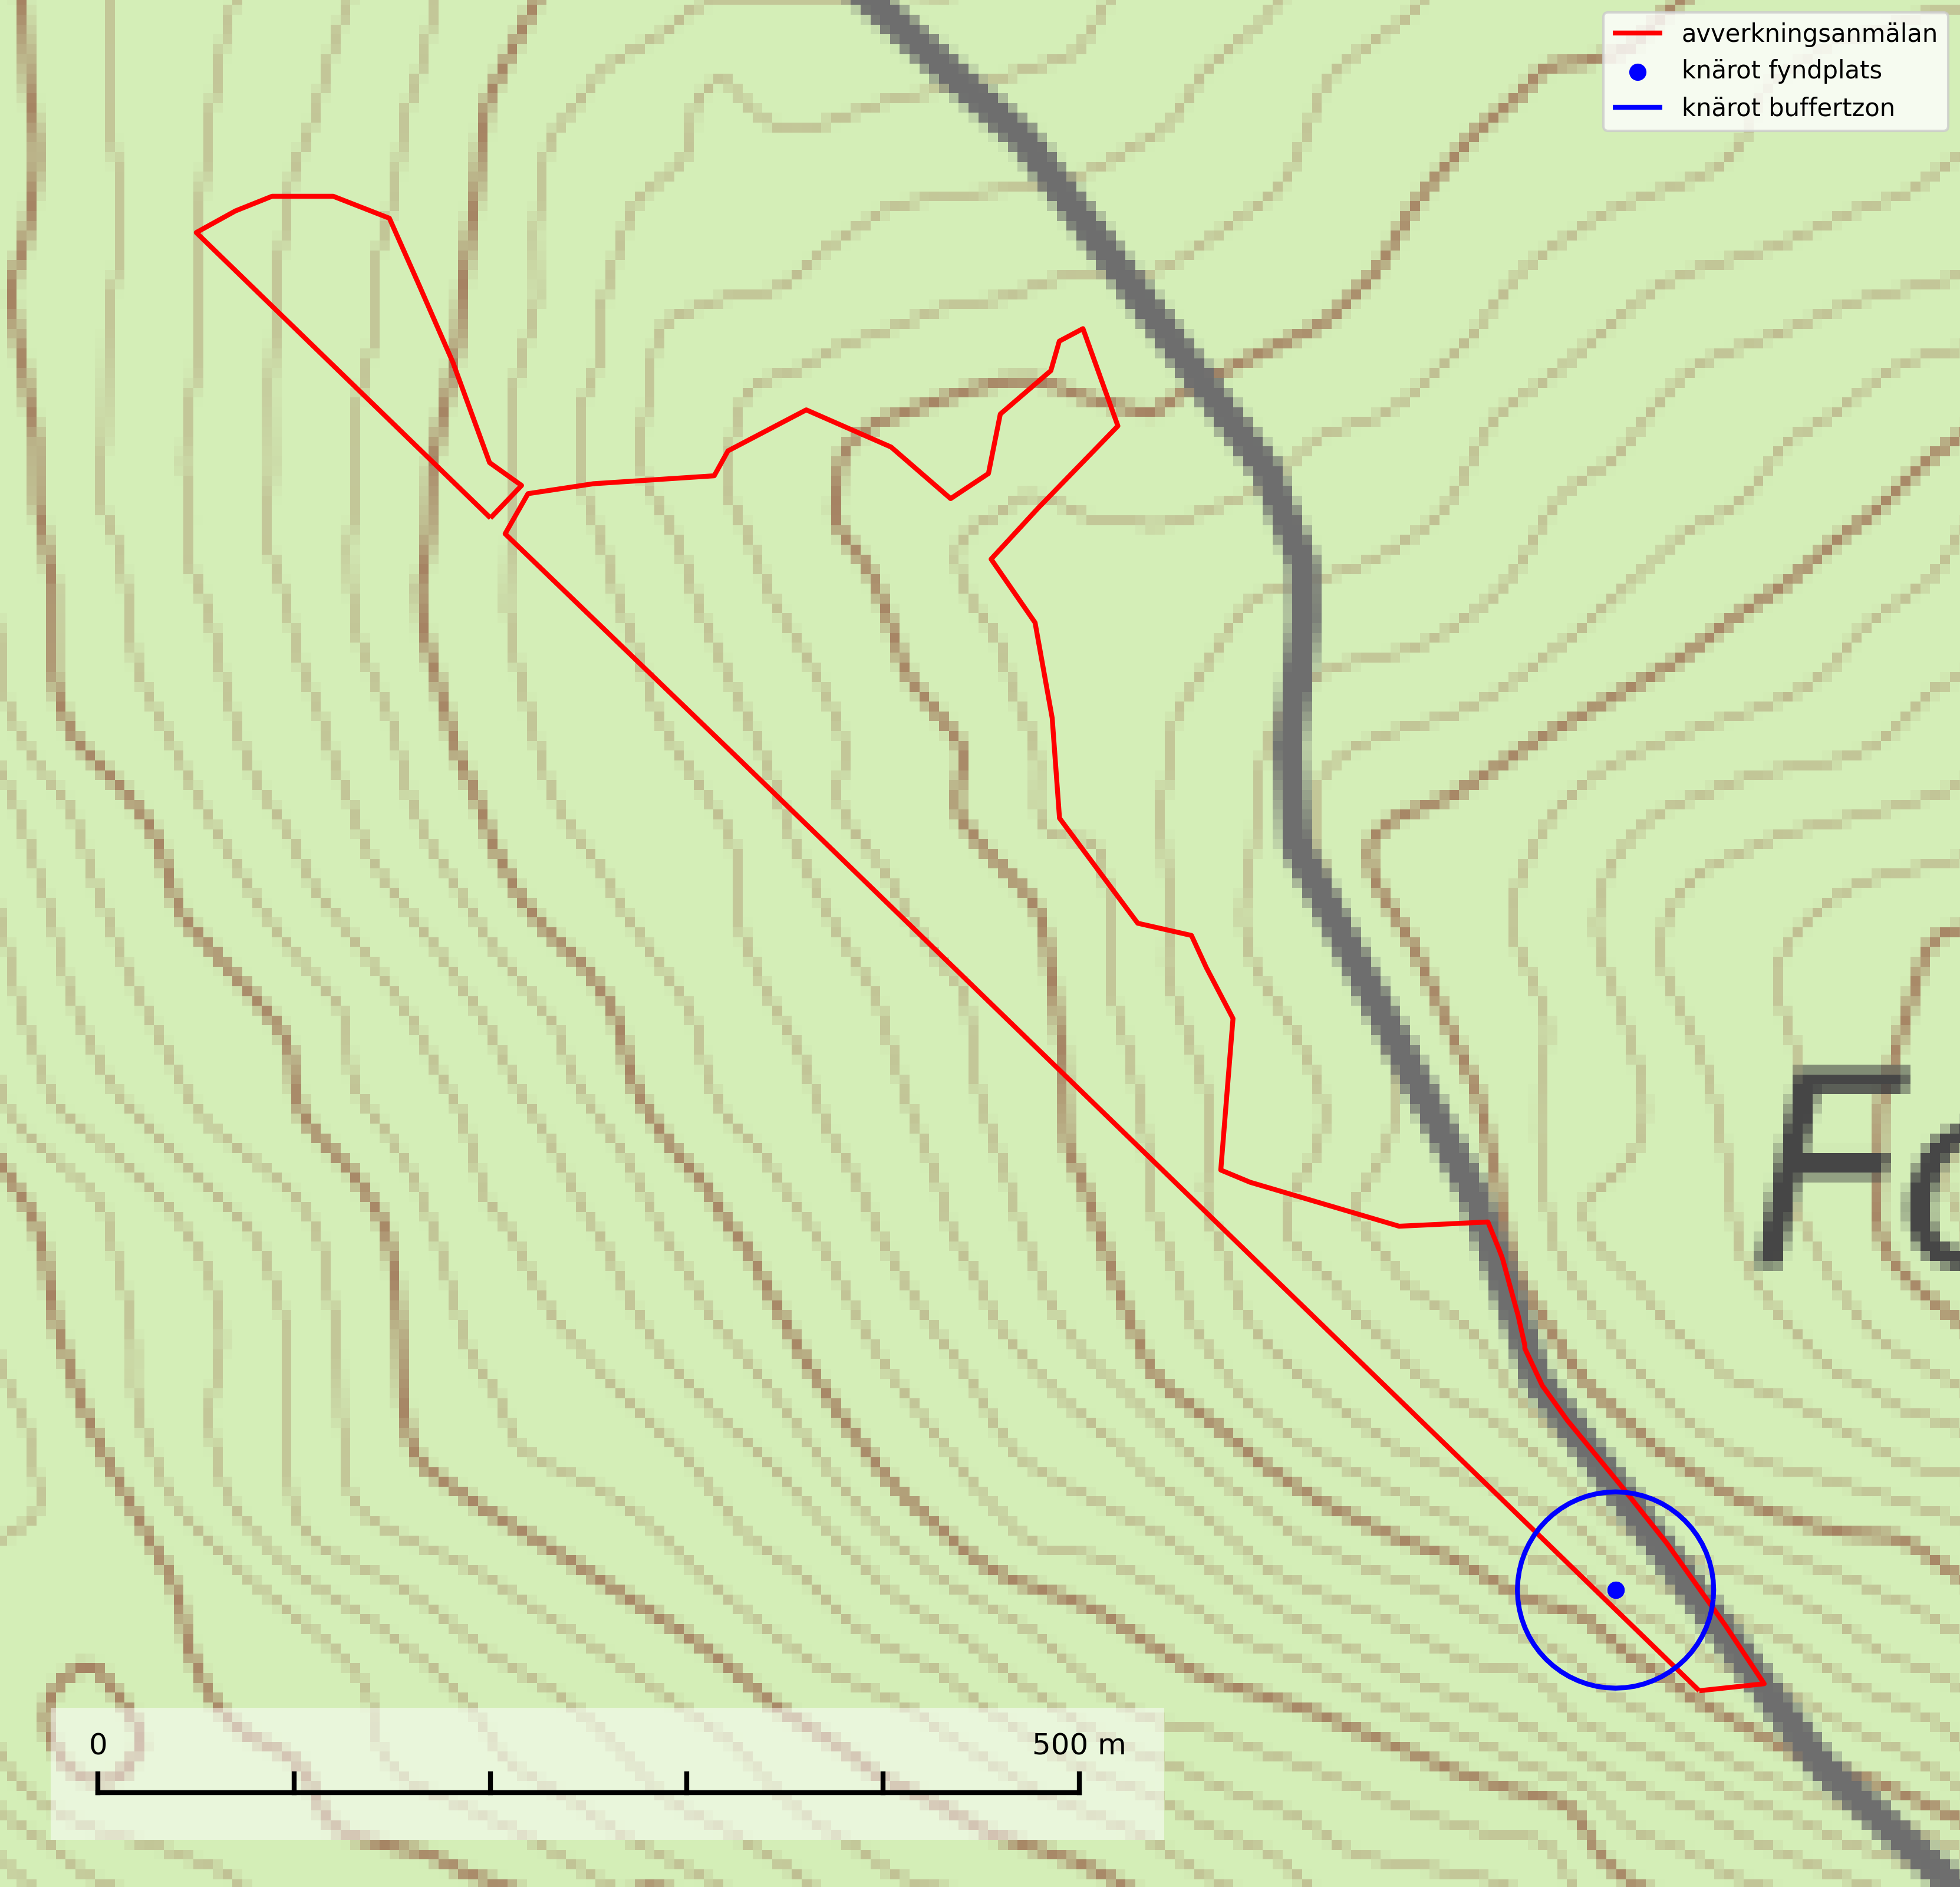 avverkningsanmälan
knärot fyndplats
knärot buffertzon
0 500 m